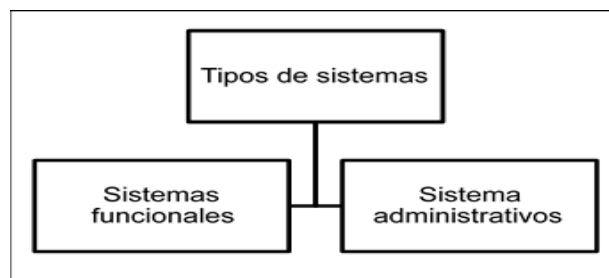 Tipos de sistemas
Sistemas
funcionales
Sistema
administrativos